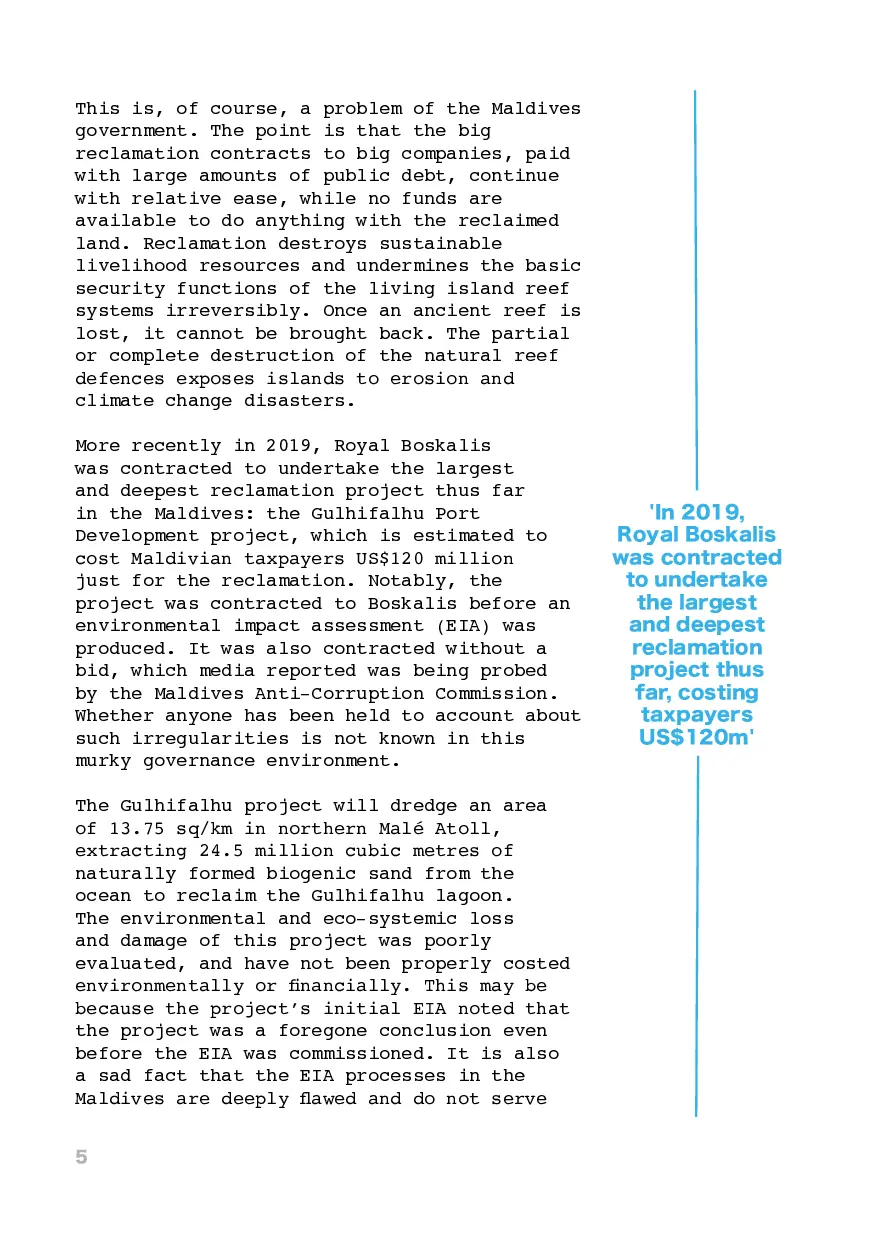 This is, of course, a problem of the Maldives
government. The point is that the big
reclamation contracts to big companies, paid
with large amounts of public debt, continue
with relative ease, while no funds are
available to do anything with the reclaimed
land. Reclamation destroys sustainable
livelihood resources and undermines the basic
security functions of the living island reef
systems irreversibly. Once an ancient reef is
lost, it cannot be brought back. The partial
or complete destruction of the natural reef
defences exposes islands to erosion and
climate change disasters.

More recently in 2019, Royal Boskalis
was contracted to undertake the largest
and deepest reclamation project thus far
in the Maldives: the Gulhifalhu Port
Development project, which is estimated to
cost Maldivian taxpayers US$120 million
just for the reclamation. Notably, the
project was contracted to Boskalis before an
environmental impact assessment (EIA) was
produced. It was also contracted without a
bid, which media reported was being probed
by the Maldives Anti-Corruption Commission.
Whether anyone has been held to account about
such irregularities is not known in this
murky governance environment.

The Gulhifalhu project will dredge an area
of 13.75 sq/km in northern Malé Atoll,
extracting 24.5 million cubic metres of
naturally formed biogenic sand from the
ocean to reclaim the Gulhifalhu lagoon.
The environmental and eco-systemic loss
and damage of this project was poorly
evaluated, and have not been properly costed
environmentally or financially. This may be
because the project's initial EIA noted that
the project was a foregone conclusion even
before the EIA was commissioned. It is also
a sad fact that the EIA processes in the
Maldives are deeply flawed and do not serve

'In 2019,
Royal Boskalis
was contracted
to undertake
the largest
and deepest
reclamation
project thus
far, costing
taxpayers
US$120m'

5